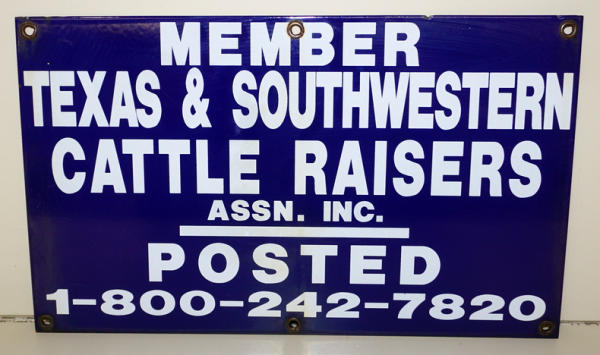 MEMBER
TEXAS & SOUTHWESTERN
CATTLE RAISERS
ASSN. INC.
POSTED
1-800-242-7820